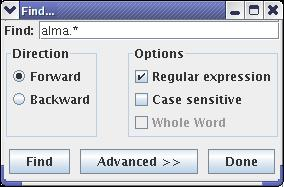 Find...
Find: alma.*
Direction
Forward
Backward
Options
Regular expression
Case sensitive
Whole Word
Find
Advanced >>
Done